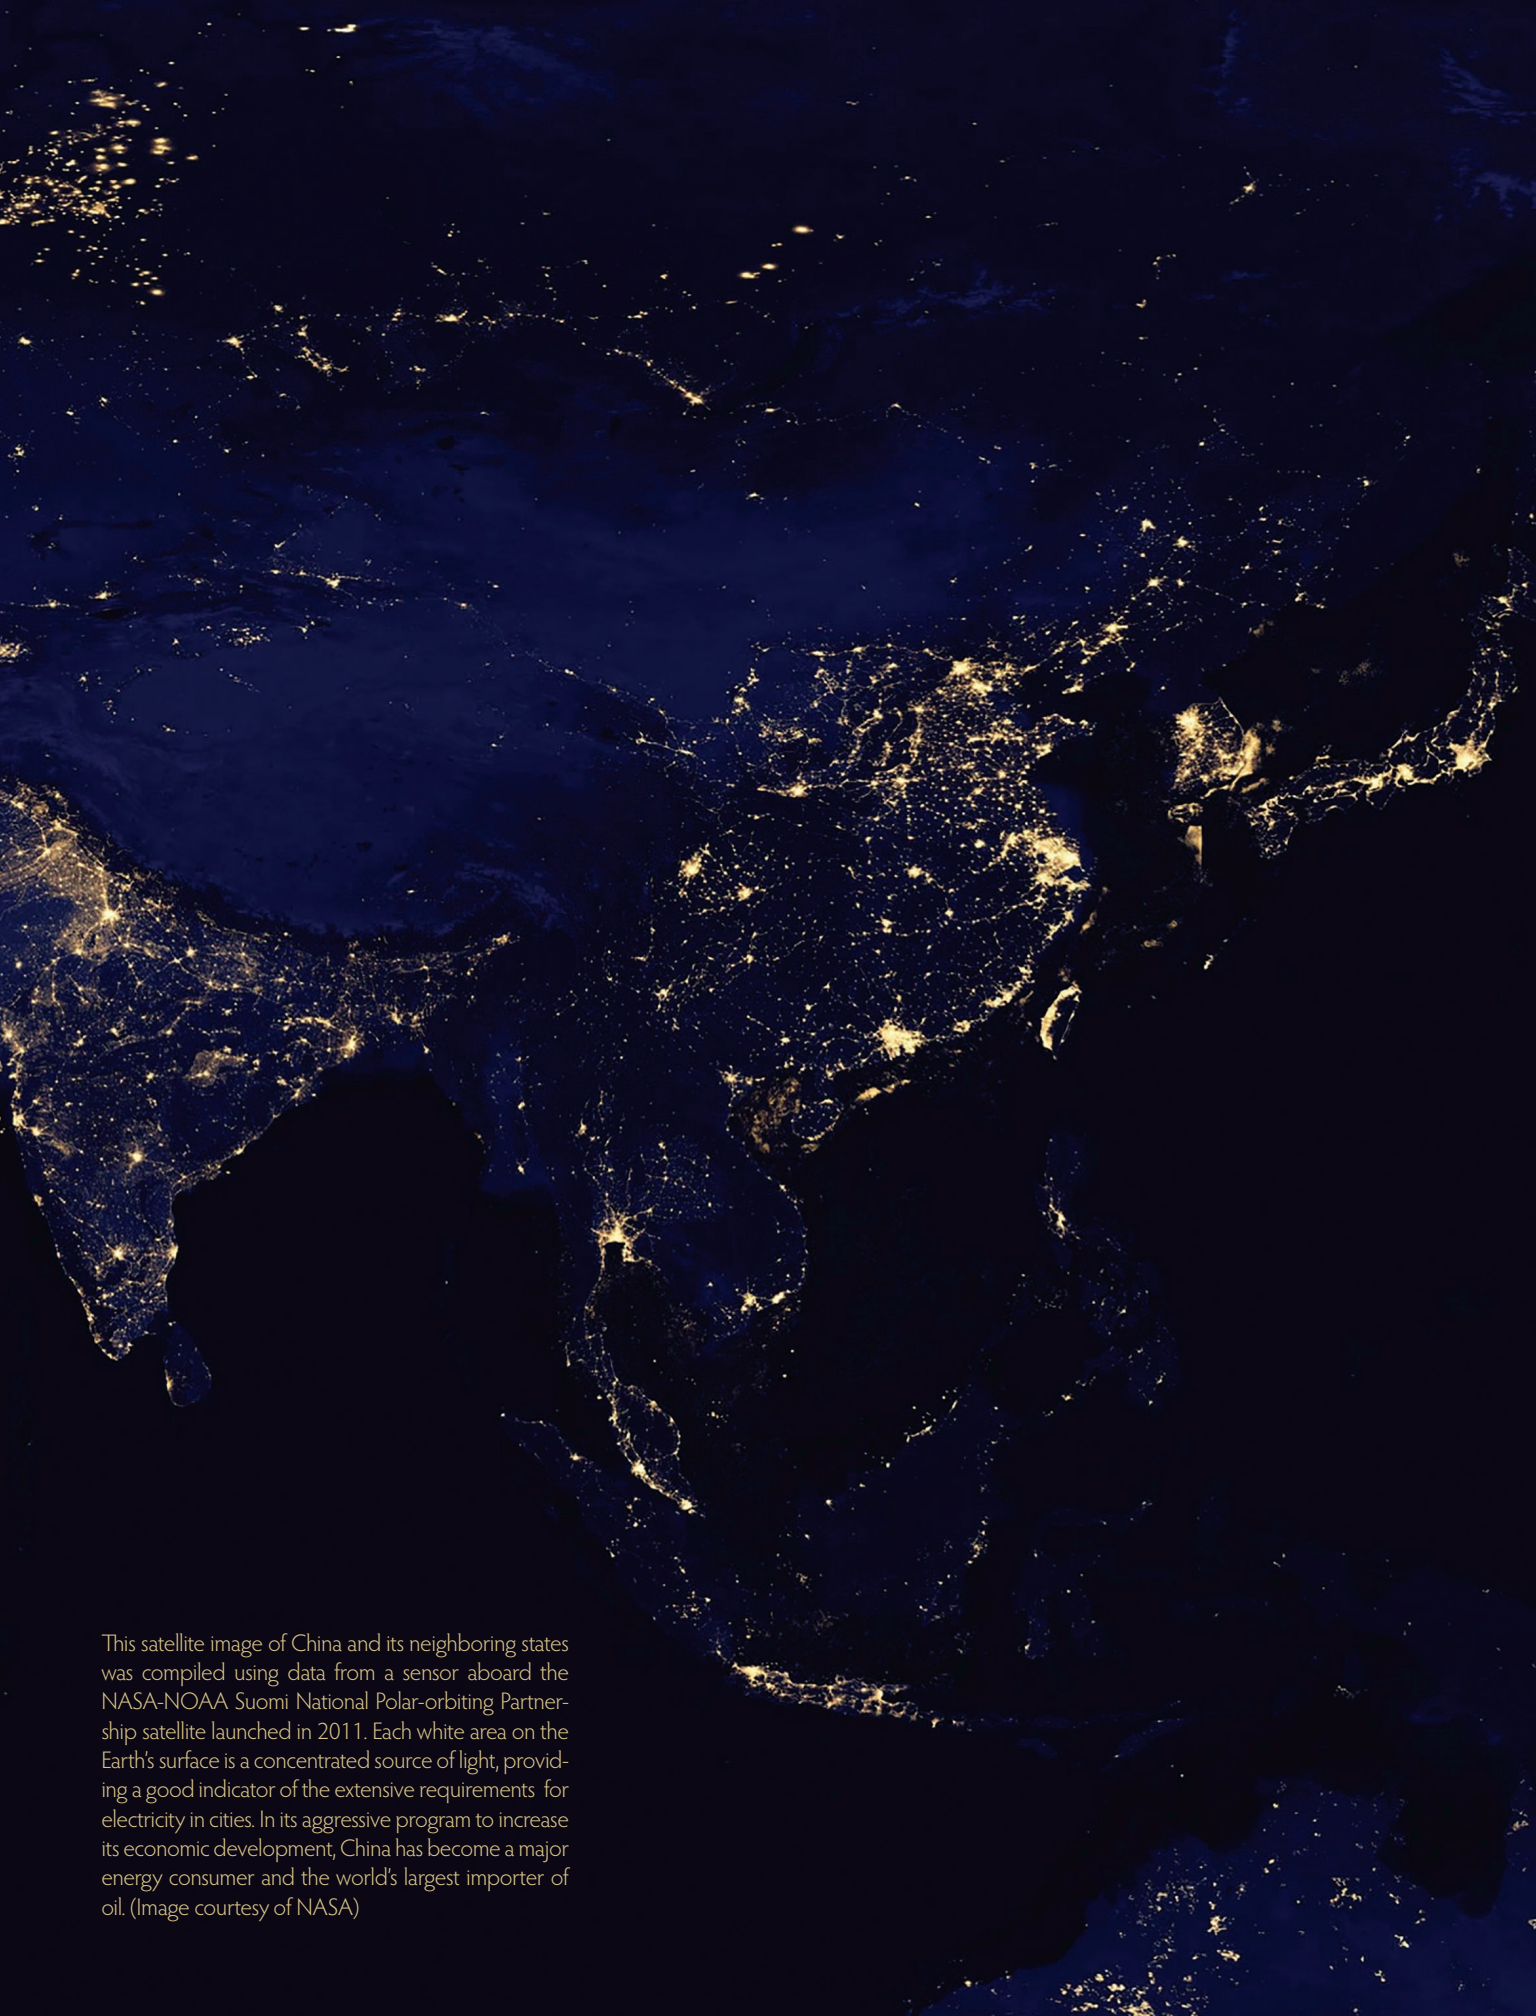 This satellite image of China and its neighboring states
was compiled using data from a sensor aboard the
NASA-NOAA Suomi National Polar-orbiting Partner-
ship satellite launched in 2011. Each white area on the
Earth's surface is a concentrated source of light, provid-
ing a good indicator of the extensive requirements for
electricity in cities. In its aggressive program to increase
its economic development, China has become a major
energy consumer and the world's largest importer of
oil. (Image courtesy of NASA)